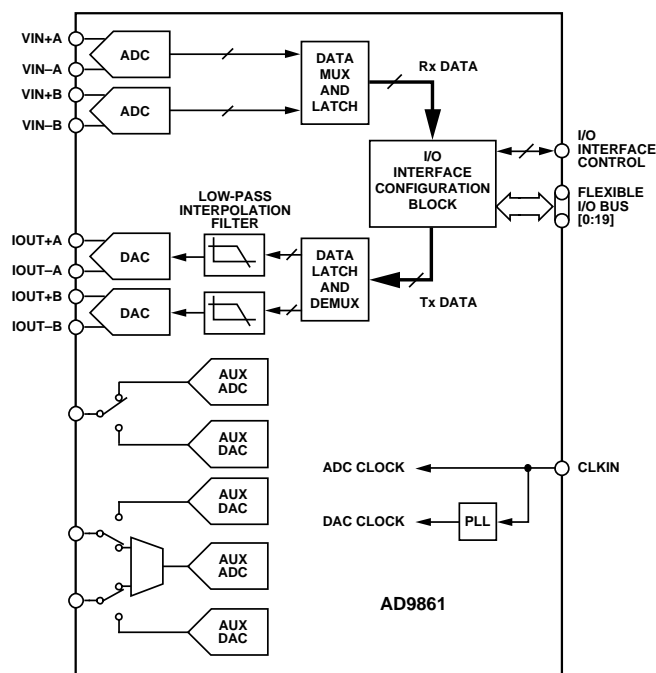 VIN+A
VIN–A
VIN+B
VIN–B
ADC
ADC
DATA
MUX
AND
LATCH
Rx DATA
I/O
INTERFACE
CONFIGURATION
BLOCK
I/O
INTERFACE
CONTROL
FLEXIBLE
I/O BUS
[0:19]
LOW-PASS
INTERPOLATION
FILTER
IOUT+A
IOUT–A
IOUT+B
IOUT–B
DAC
DAC
DATA
LATCH
AND
DEMUX
Tx DATA
AUX
ADC
AUX
DAC
AUX
DAC
AUX
ADC
AUX
DAC
ADC CLOCK
CLKIN
DAC CLOCK
PLL
AD9861